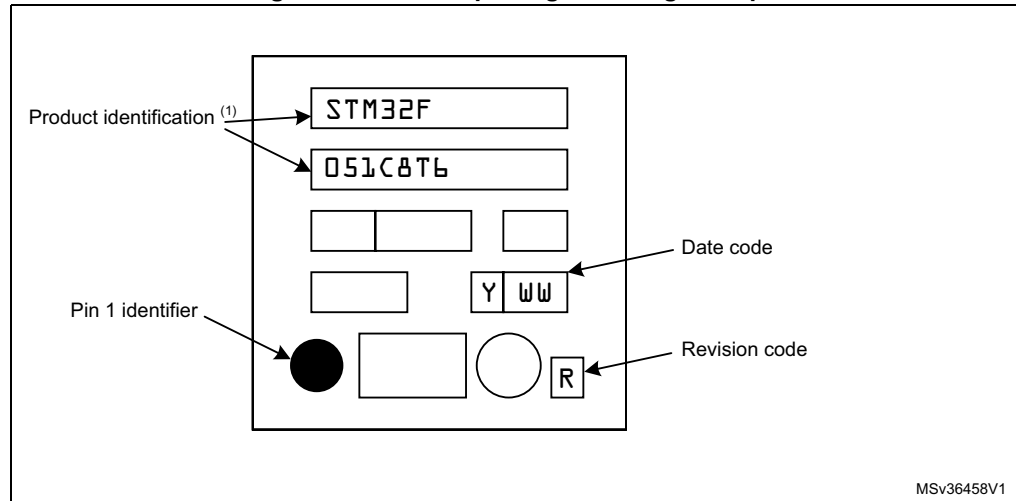 Product identification (1)
STM32F
051C8T6
Date code
Y WW
Pin 1 identifier
Revision code
R
MSv36458V1